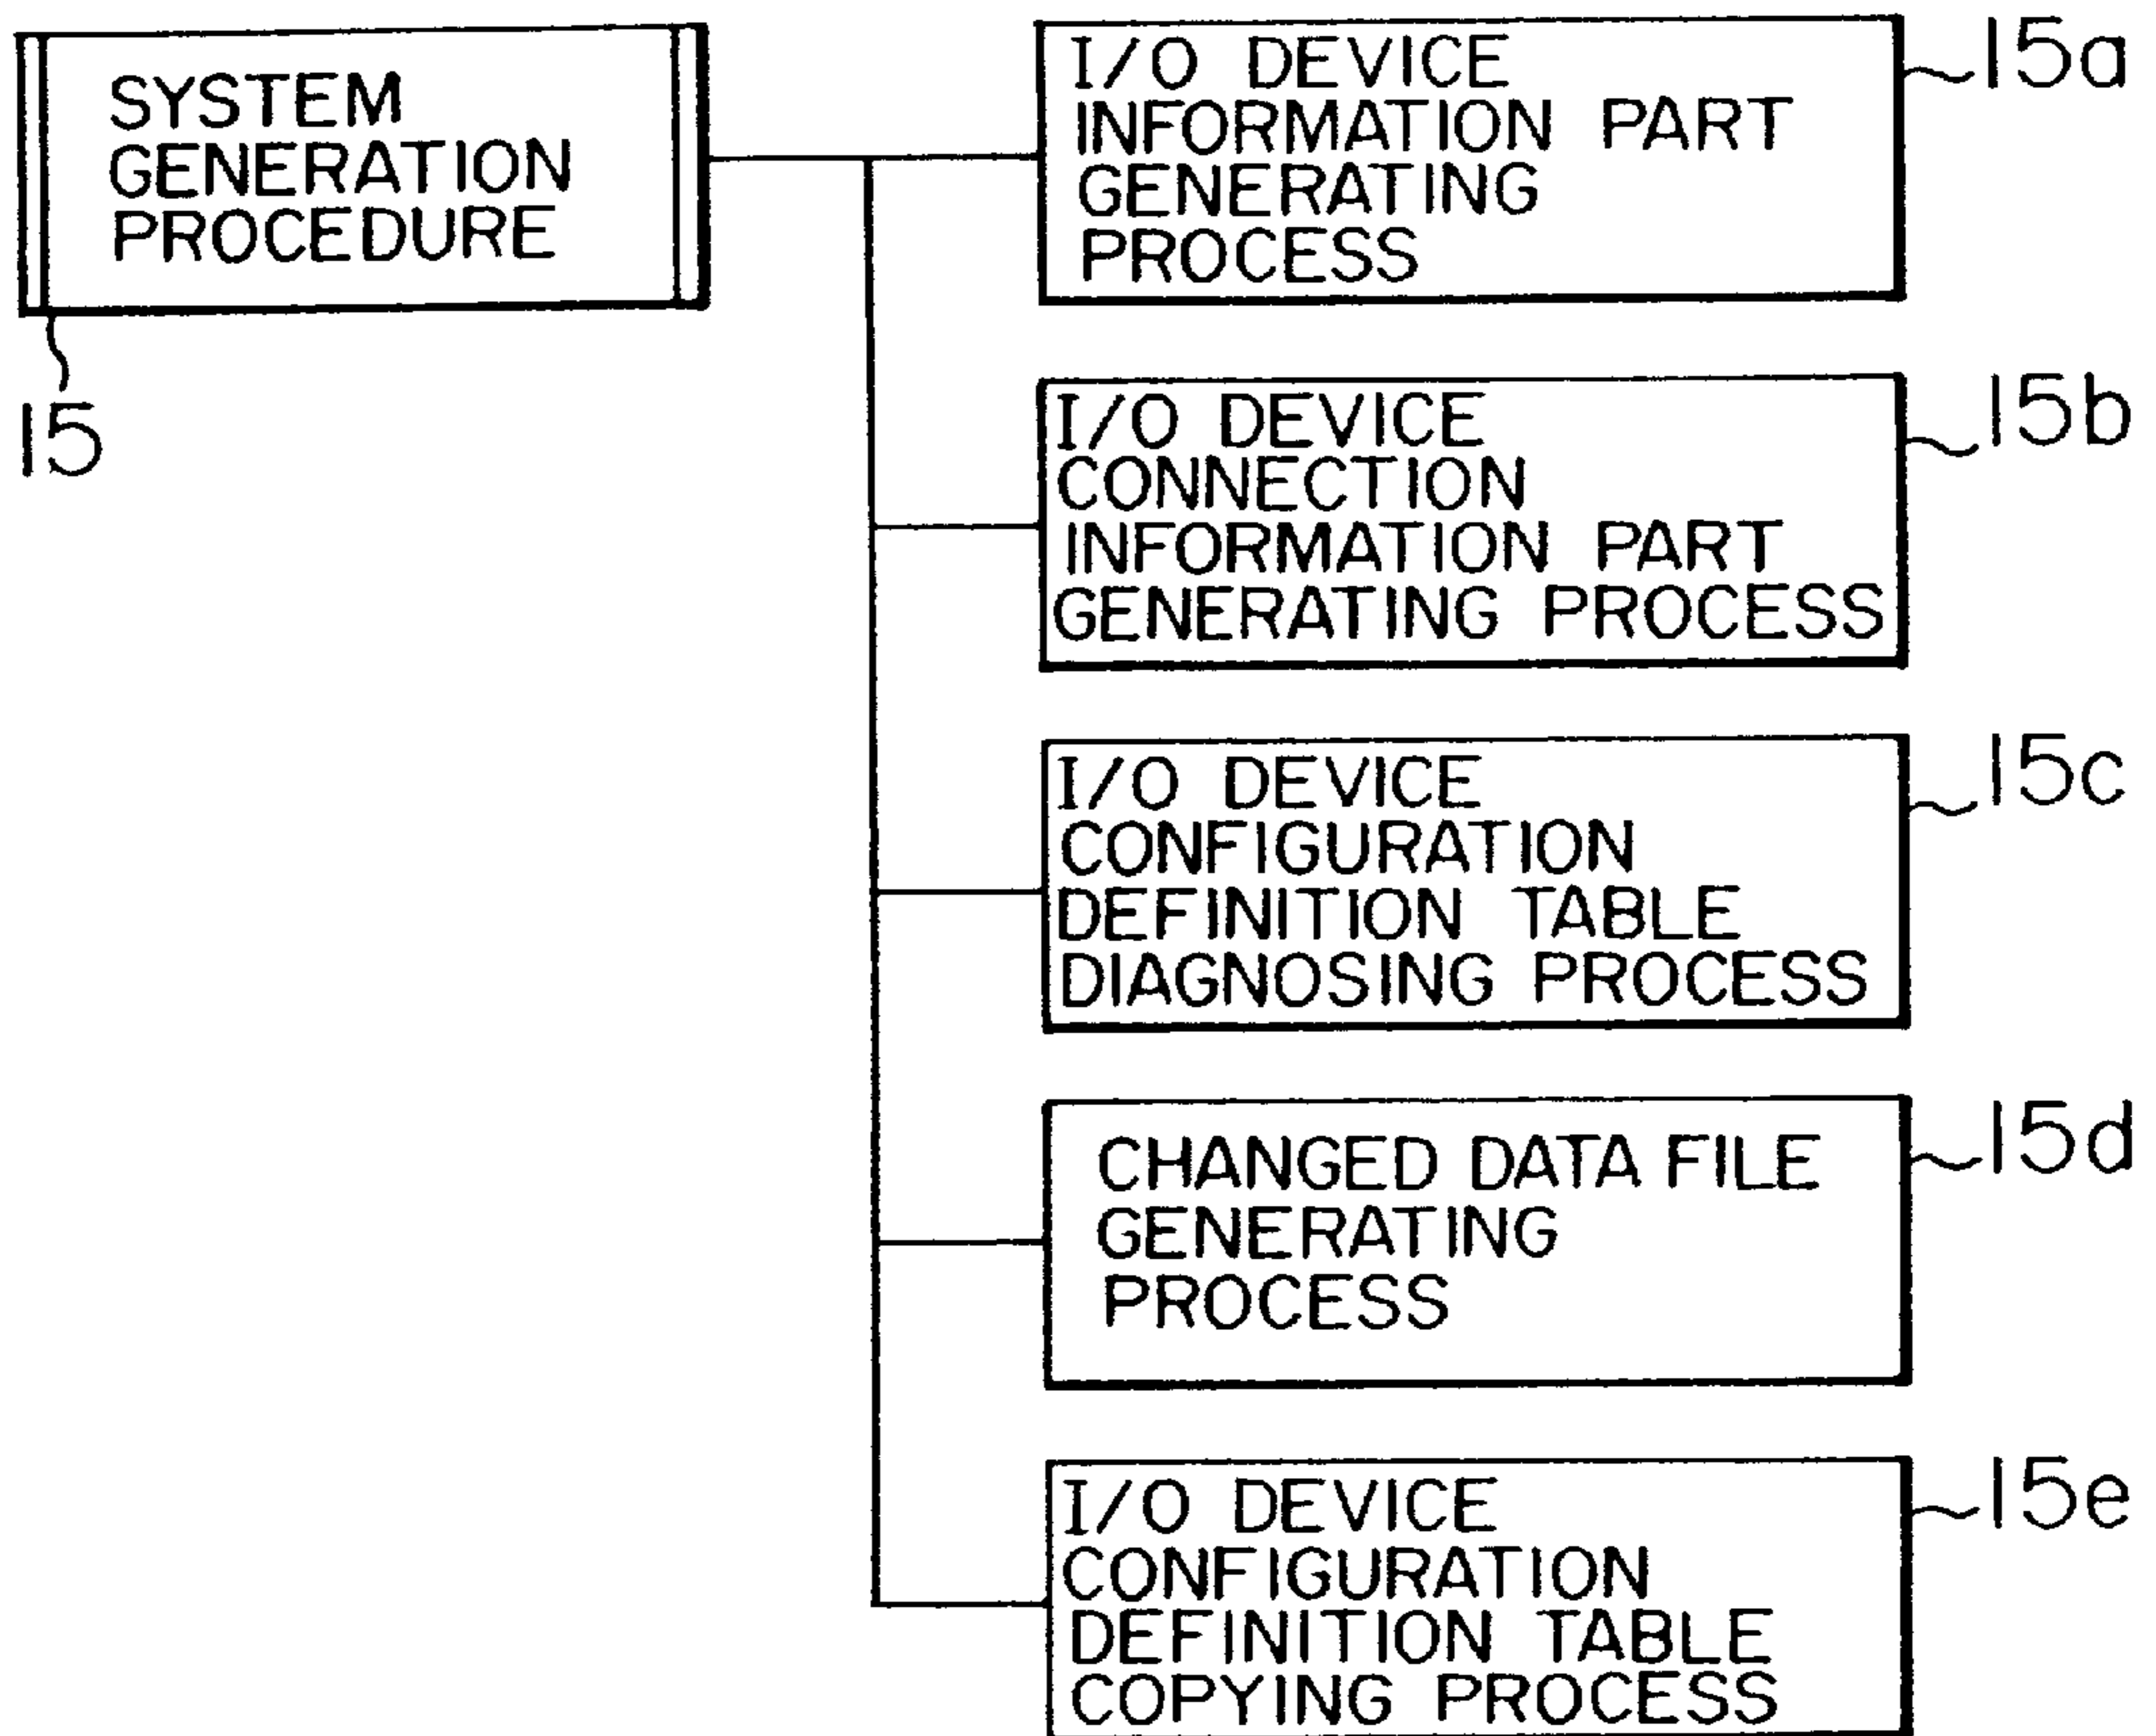 SYSTEM
GENERATION
PROCEDURE
15
I/O DEVICE
INFORMATION PART
GENERATING
PROCESS
15a
I/O DEVICE
CONNECTION
INFORMATION PART
GENERATING PROCESS
15b
I/O DEVICE
CONFIGURATION
DEFINITION TABLE
DIAGNOSING PROCESS
15c
CHANGED DATA FILE
GENERATING
PROCESS
15d
I/O DEVICE
CONFIGURATION
DEFINITION TABLE
COPYING PROCESS
15e